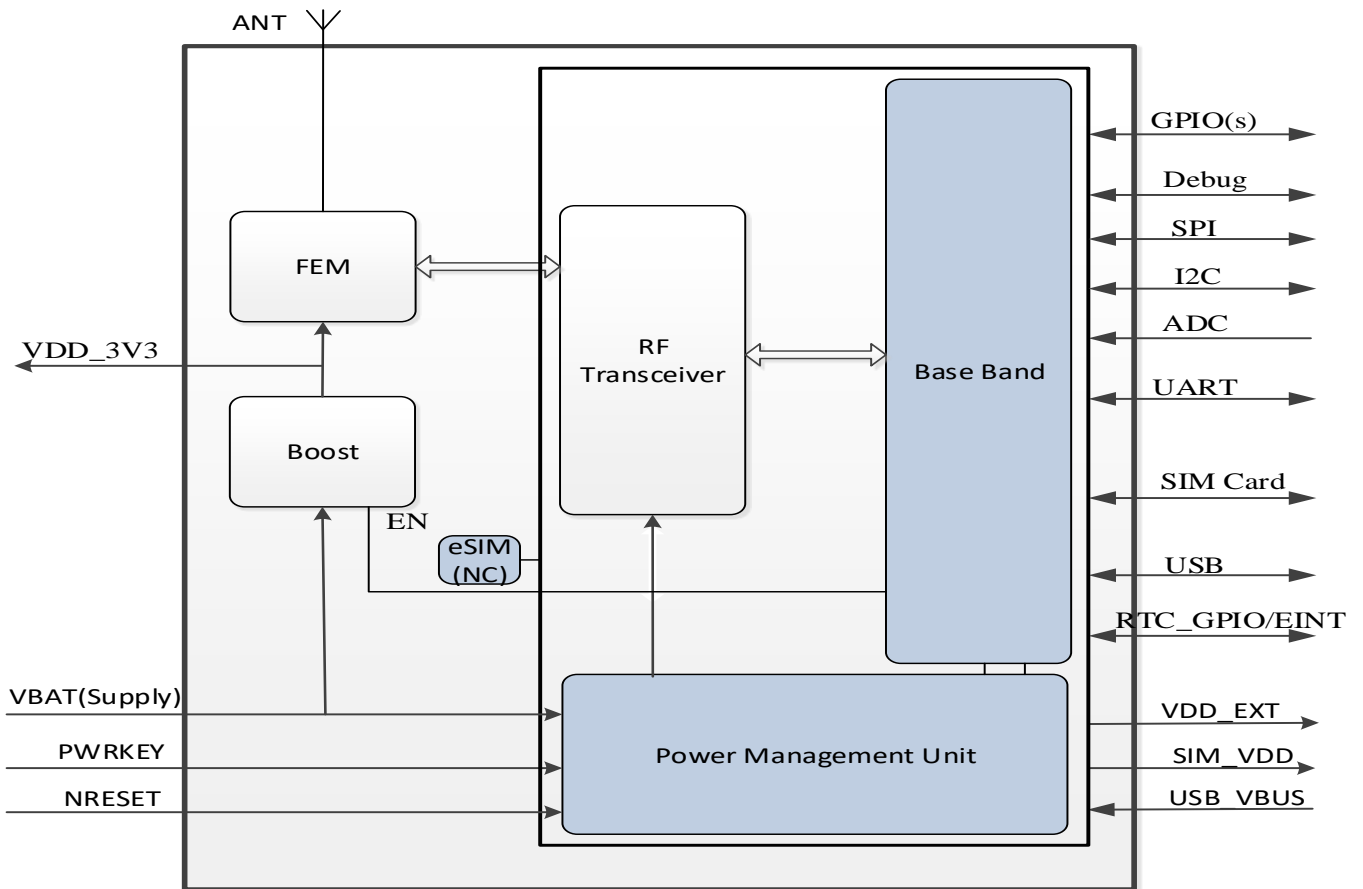 ANT
GPIO(s)
Debug
SPI
I2C
ADC
UART
SIM Card
USB
RTC_GPIO/EINT
VDD_EXT
SIM_VDD
USB_VBUS
FEM
VDD_3V3
Boost
EN
eSIM
(NC)
RF
Transceiver
Base Band
VBAT(Supply)
PWRKEY
NRESET
Power Management Unit